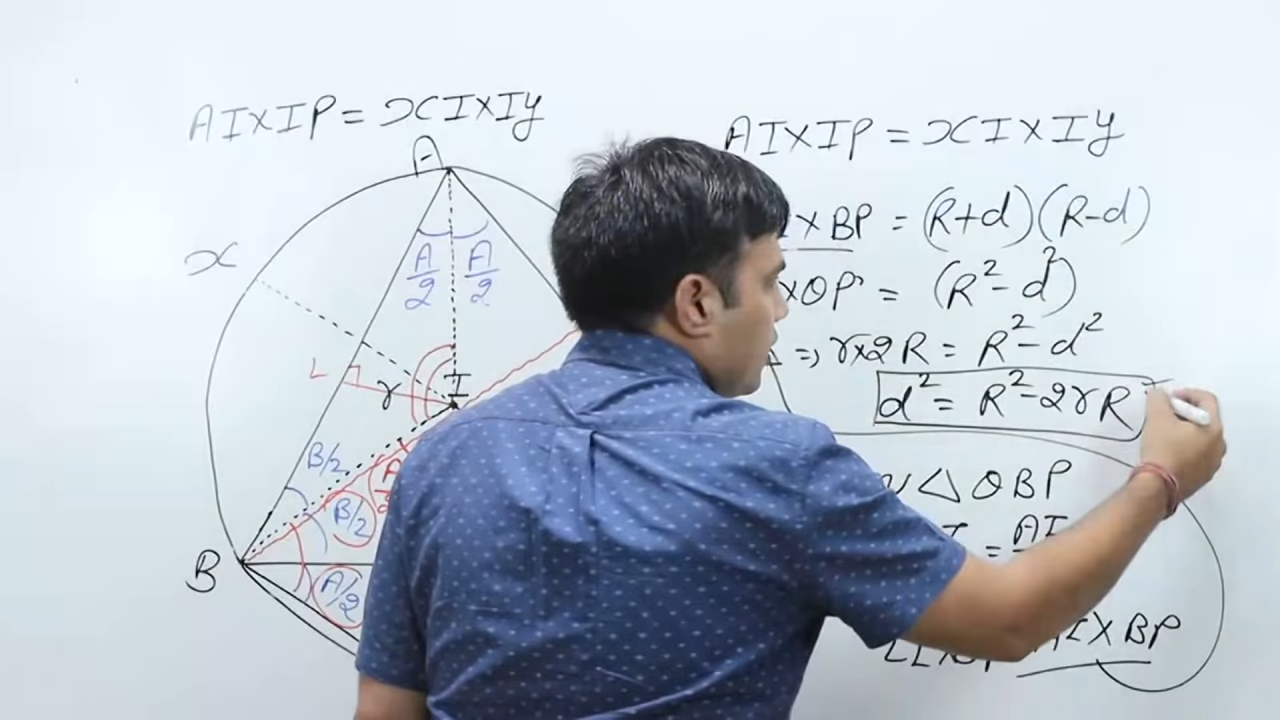 AI×IP = xI×Iy
A
x
A/2 A/2
L
r
I
B/2
B/2
B
A/2
AI×IP = xI×Iy
×BP = (R+d)(R-d)
×OP = (R²-d²)
=> r×2R = R²-d²
d² = R²-2rR
△OBP
= AI
×BP